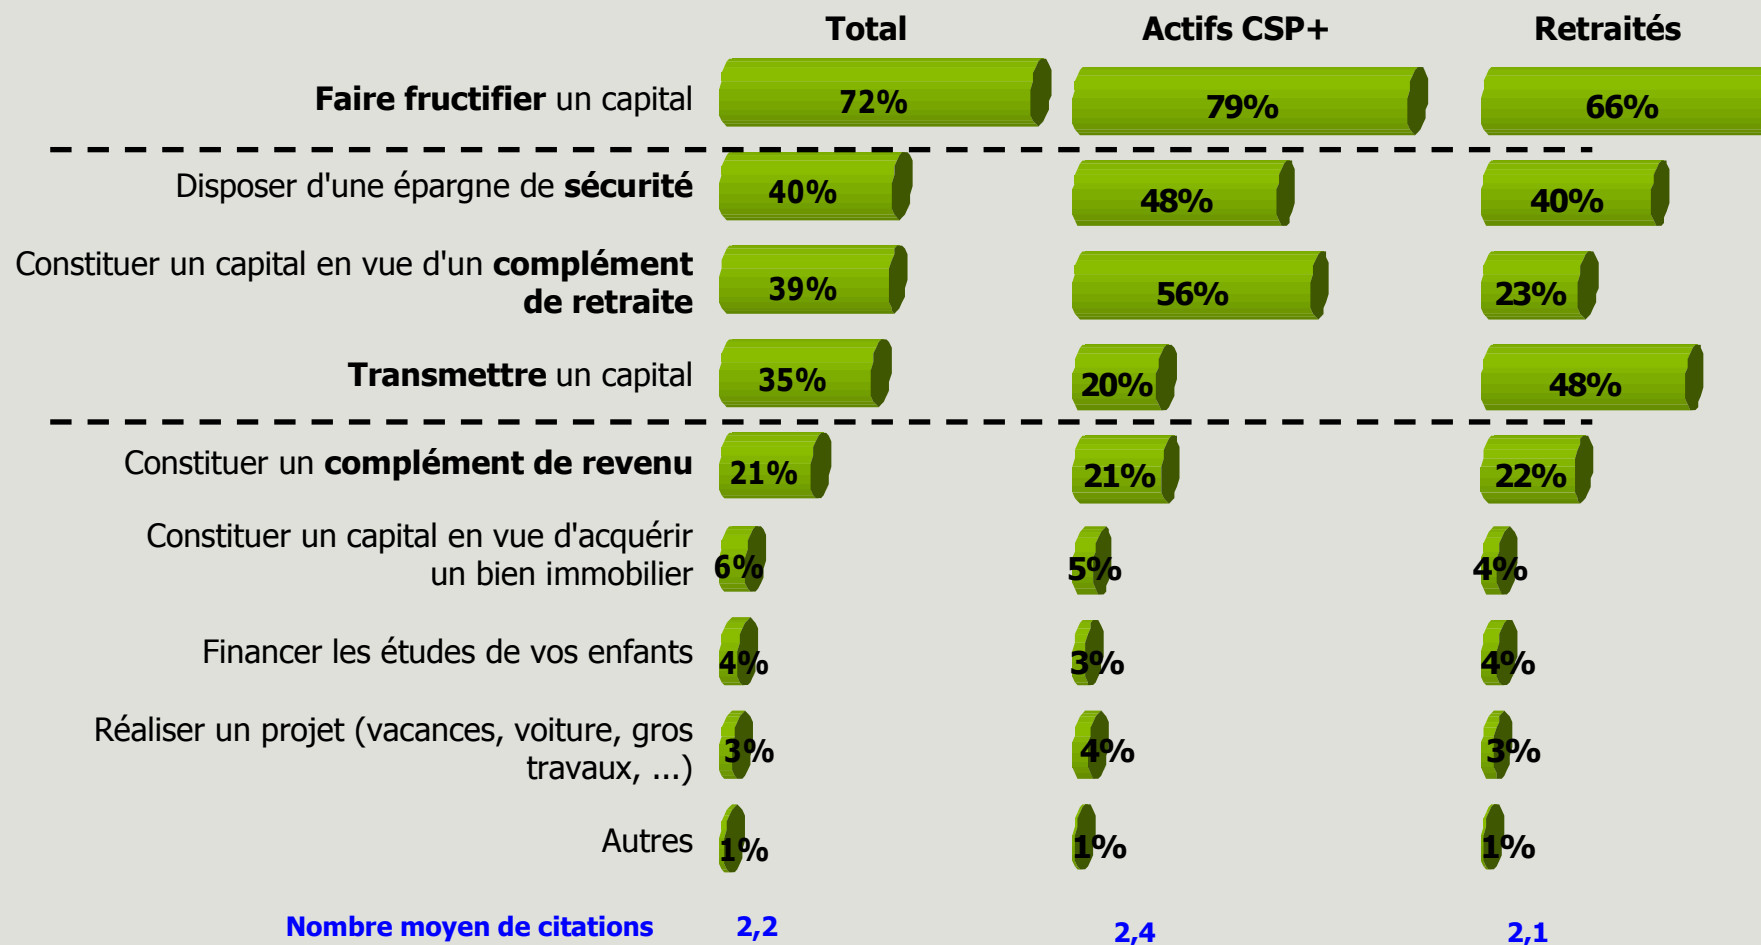 Total Actifs CSP+ Retraités
Faire fructifier un capital 72% 79% 66%
Disposer d'une épargne de sécurité 40% 48% 40%
Constituer un capital en vue d'un complément
de retraite 39% 56% 23%
Transmettre un capital 35% 20% 48%
Constituer un complément de revenu 21% 21% 22%
Constituer un capital en vue d'acquérir
un bien immobilier 6% 5% 4%
Financer les études de vos enfants 4% 3% 4%
Réaliser un projet (vacances, voiture, gros
travaux, ...) 3% 4% 3%
Autres 1% 1% 1%
Nombre moyen de citations 2,2 2,4 2,1